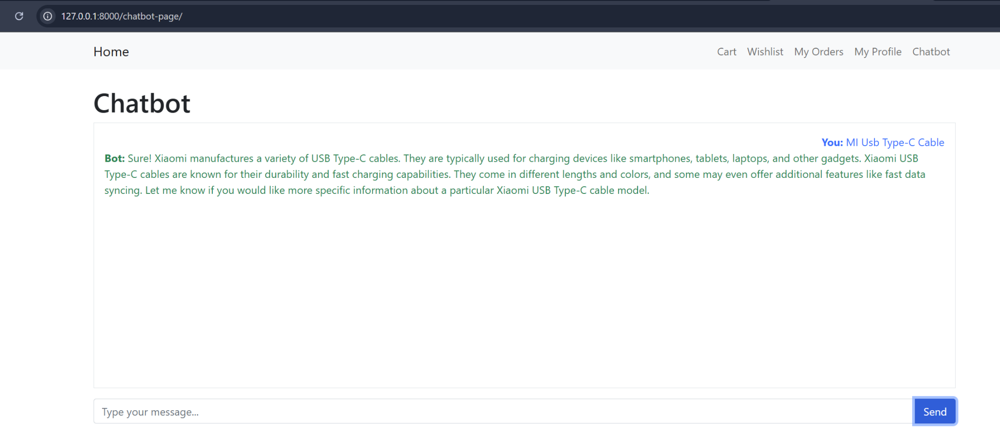 127.0.0.1:8000/chatbot-page/
Home Cart Wishlist My Orders My Profile Chatbot
Chatbot
You: MI Usb Type-C Cable
Bot: Sure! Xiaomi manufactures a variety of USB Type-C cables. They are typically used for charging devices like smartphones, tablets, laptops, and other gadgets. Xiaomi USB
Type-C cables are known for their durability and fast charging capabilities. They come in different lengths and colors, and some may even offer additional features like fast data
syncing. Let me know if you would like more specific information about a particular Xiaomi USB Type-C cable model.
Type your message... Send